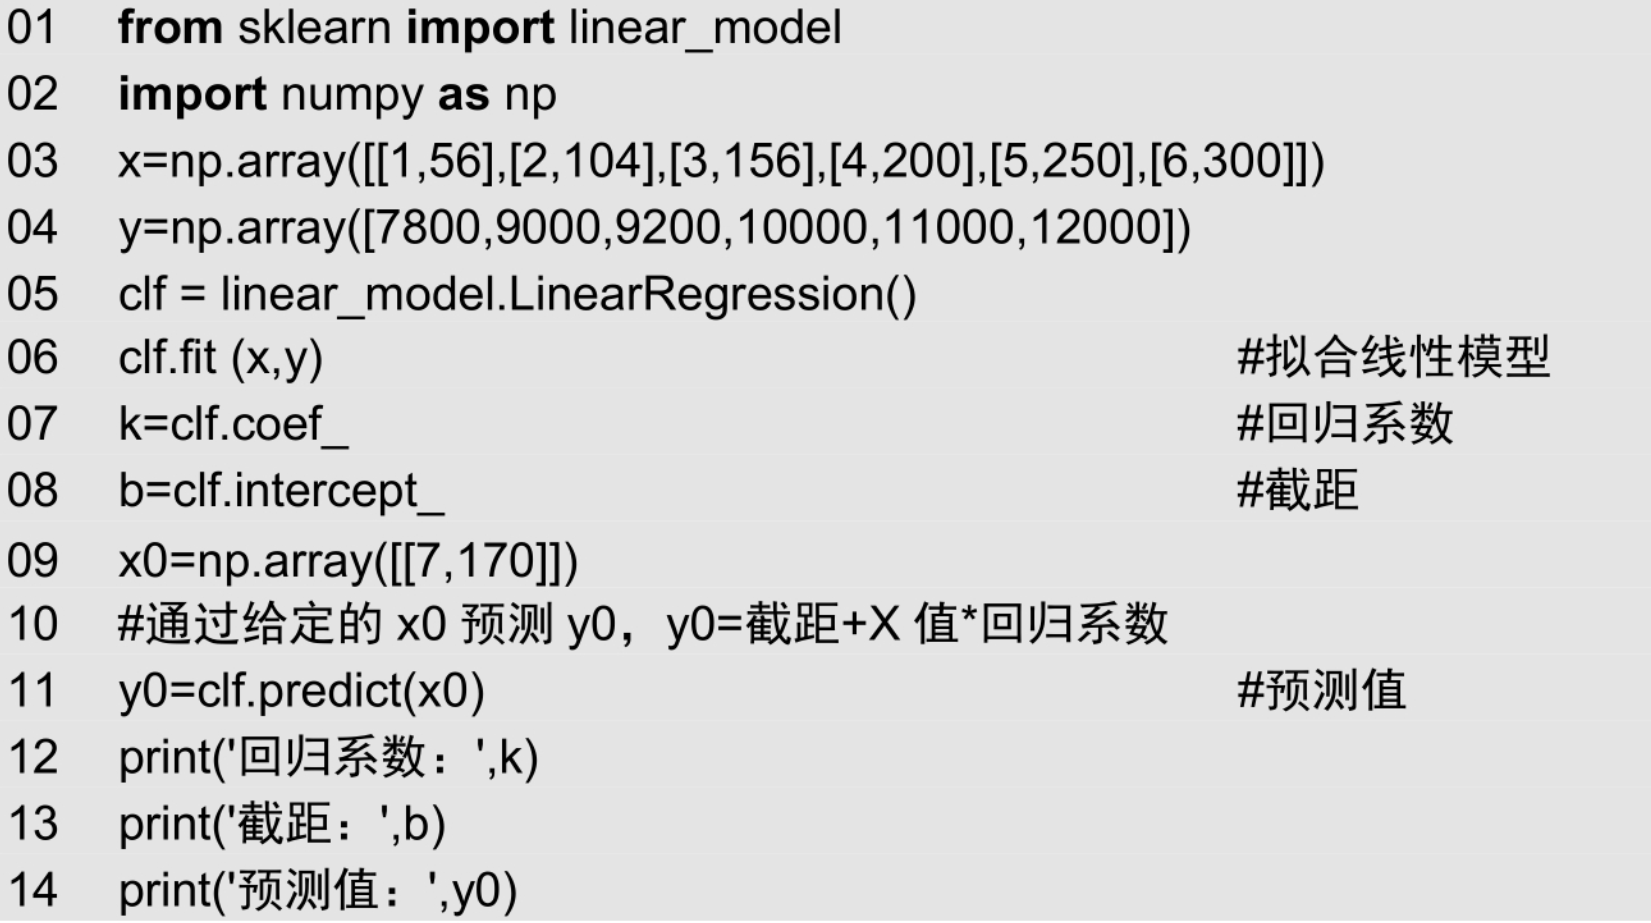 01 from sklearn import linear_model
02 import numpy as np
03 x=np.array([[1,56],[2,104],[3,156],[4,200],[5,250],[6,300]])
04 y=np.array([7800,9000,9200,10000,11000,12000])
05 clf = linear_model.LinearRegression()
06 clf.fit (x,y) #拟合线性模型
07 k=clf.coef_ #回归系数
08 b=clf.intercept_ #截距
09 x0=np.array([[7,170]])
10 #通过给定的 x0 预测 y0，y0=截距+X 值*回归系数
11 y0=clf.predict(x0) #预测值
12 print('回归系数：',k)
13 print('截距：',b)
14 print('预测值：',y0)